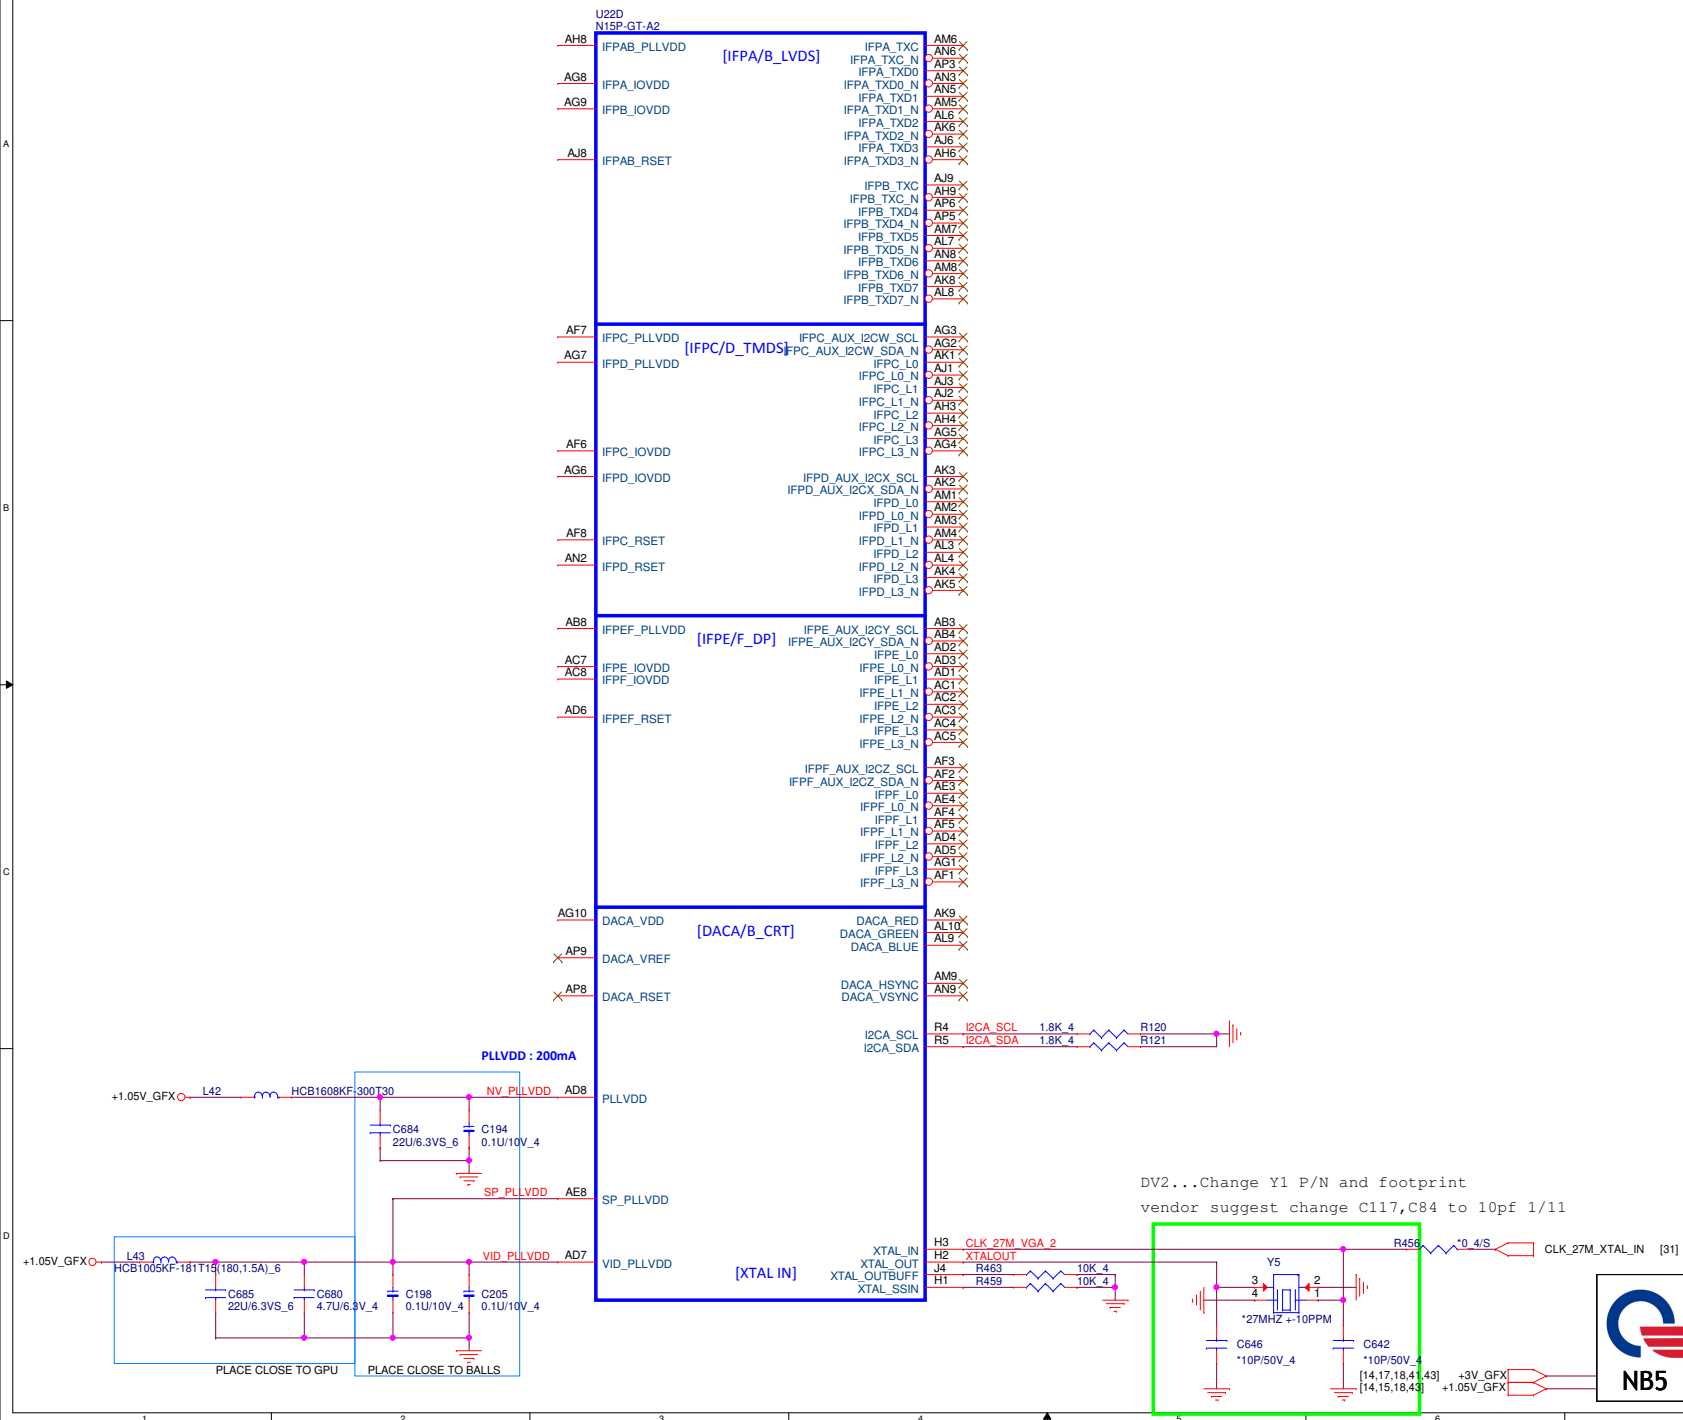 U22D
N15P-GT-A2
[IFPA/B_LVDS]
AH8 IFPAB_PLLVDD
AG8 IFPA_IOVDD
AG9 IFPB_IOVDD
AJ8 IFPAB_RSET
IFPA_TXC AM6
IFPA_TXC_N AN6
IFPA_TXD0 AP3
IFPA_TXD0_N AN3
IFPA_TXD1 AN5
IFPA_TXD1_N AM5
IFPA_TXD2 AL6
IFPA_TXD2_N AK6
IFPA_TXD3 AJ6
IFPA_TXD3_N AH6
IFPB_TXC AJ9
IFPB_TXC_N AH9
IFPB_TXD4 AP6
IFPB_TXD4_N AP5
IFPB_TXD5 AM7
IFPB_TXD5_N AL7
IFPB_TXD6 AN8
IFPB_TXD6_N AM8
IFPB_TXD7 AK8
IFPB_TXD7_N AL8
[IFPC/D_TMDS]
AF7 IFPC_PLLVDD
AG7 IFPD_PLLVDD
AF6 IFPC_IOVDD
AG6 IFPD_IOVDD
AF8 IFPC_RSET
AN2 IFPD_RSET
IFPC_AUX_I2CW_SCL AG3
IFPC_AUX_I2CW_SDA_N AG2
IFPC_L0 AK1
IFPC_L0_N AJ1
IFPC_L1 AJ3
IFPC_L1_N AJ2
IFPC_L2 AH3
IFPC_L2_N AH4
IFPC_L3 AG5
IFPC_L3_N AG4
IFPD_AUX_I2CX_SCL AK3
IFPD_AUX_I2CX_SDA_N AK2
IFPD_L0 AM1
IFPD_L0_N AM2
IFPD_L1 AM3
IFPD_L1_N AM4
IFPD_L2 AL3
IFPD_L2_N AL4
IFPD_L3 AK4
IFPD_L3_N AK5
[IFPE/F_DP]
AB8 IFPEF_PLLVDD
AC7 IFPE_IOVDD
AC8 IFPF_IOVDD
AD6 IFPEF_RSET
IFPE_AUX_I2CY_SCL AB3
IFPE_AUX_I2CY_SDA_N AB4
IFPE_L0 AD2
IFPE_L0_N AD3
IFPE_L1 AD1
IFPE_L1_N AC1
IFPE_L2 AC2
IFPE_L2_N AC3
IFPE_L3 AC4
IFPE_L3_N AC5
IFPF_AUX_I2CZ_SCL AF3
IFPF_AUX_I2CZ_SDA_N AF2
IFPF_L0 AE3
IFPF_L0_N AE4
IFPF_L1 AF4
IFPF_L1_N AF5
IFPF_L2 AD4
IFPF_L2_N AD5
IFPF_L3 AG1
IFPF_L3_N AF1
[DACA/B_CRT]
AG10 DACA_VDD
AP9 DACA_VREF
AP8 DACA_RSET
DACA_RED AK9
DACA_GREEN AL10
DACA_BLUE AL9
DACA_HSYNC AM9
DACA_VSYNC AN9
I2CA_SCL R4 I2CA_SCL 1.8K_4 R120
I2CA_SDA R5 I2CA_SDA 1.8K_4 R121
PLLVDD : 200mA
+1.05V_GFX L42 HCB1608KF-300T30 NV_PLLVDD AD8 PLLVDD
C684
22U/6.3VS_6
C194
0.1U/10V_4
SP_PLLVDD AE8 SP_PLLVDD
+1.05V_GFX L43 VID_PLLVDD AD7 VID_PLLVDD
HCB1005KF-181T15(180,1.5A)_6
C685
22U/6.3VS_6
C680
4.7U/6.3V_4
C198
0.1U/10V_4
C205
0.1U/10V_4
PLACE CLOSE TO GPU
PLACE CLOSE TO BALLS
[XTAL IN]
XTAL_IN H3 CLK_27M_VGA_2
XTAL_OUT H2 XTALOUT
XTAL_OUTBUFF J4 R463 10K_4
XTAL_SSIN H1 R459 10K_4
DV2...Change Y1 P/N and footprint
vendor suggest change C117,C84 to 10pf 1/11
R456 *0_4/S CLK_27M_XTAL_IN [31]
Y5
3 2
4 1
*27MHZ +-10PPM
C646
*10P/50V_4
C642
*10P/50V_4
[14,17,18,41,43] +3V_GFX
[14,15,18,43] +1.05V_GFX
NB5
A
B
C
D
1 2 3 4 5 6